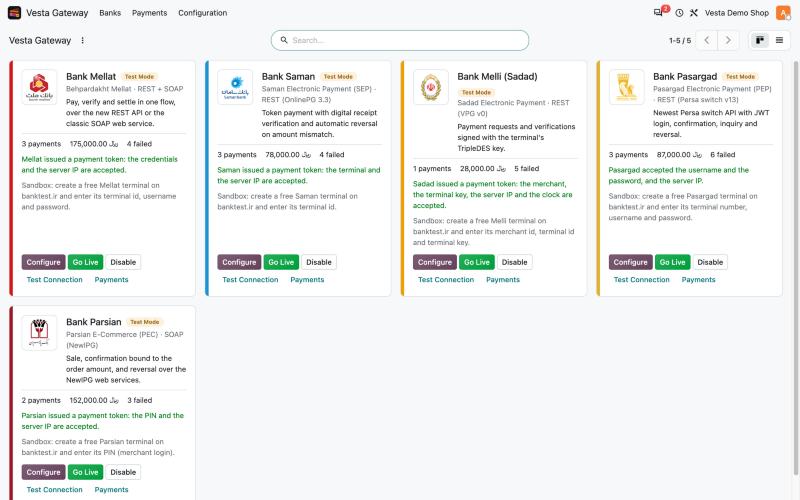 Vesta Gateway Banks Payments Configuration 2 Vesta Demo Shop A
Vesta Gateway Search... 1-5 / 5
Bank Mellat Test Mode
Behpardakht Mellat · REST + SOAP
Pay, verify and settle in one flow,
over the new REST API or the
classic SOAP web service.
3 payments 175,000.00 ﷼ 4 failed
Mellat issued a payment token: the credentials
and the server IP are accepted.
Sandbox: create a free Mellat terminal on
banktest.ir and enter its terminal id, username
and password.
Configure Go Live Disable
Test Connection Payments
Bank Saman Test Mode
Saman Electronic Payment (SEP) ·
REST (OnlinePG 3.3)
Token payment with digital receipt
verification and automatic reversal
on amount mismatch.
3 payments 78,000.00 ﷼ 4 failed
Saman issued a payment token: the terminal and
the server IP are accepted.
Sandbox: create a free Saman terminal on
banktest.ir and enter its terminal id.
Configure Go Live Disable
Test Connection Payments
Bank Melli (Sadad)
Test Mode
Sadad Electronic Payment · REST
(VPG v0)
Payment requests and verifications
signed with the terminal's
TripleDES key.
1 payments 28,000.00 ﷼ 5 failed
Sadad issued a payment token: the merchant,
the terminal key, the server IP and the clock are
accepted.
Sandbox: create a free Melli terminal on
banktest.ir and enter its merchant id, terminal id
and terminal key.
Configure Go Live Disable
Test Connection Payments
Bank Pasargad Test Mode
Pasargad Electronic Payment (PEP)
· REST (Persa switch v13)
Newest Persa switch API with JWT
login, confirmation, inquiry and
reversal.
3 payments 87,000.00 ﷼ 6 failed
Pasargad accepted the username and the
password, and the server IP.
Sandbox: create a free Pasargad terminal on
banktest.ir and enter its terminal number,
username and password.
Configure Go Live Disable
Test Connection Payments
Bank Parsian Test Mode
Parsian E-Commerce (PEC) · SOAP
(NewIPG)
Sale, confirmation bound to the
order amount, and reversal over the
NewIPG web services.
2 payments 152,000.00 ﷼ 3 failed
Parsian issued a payment token: the PIN and the
server IP are accepted.
Sandbox: create a free Parsian terminal on
banktest.ir and enter its PIN (merchant login).
Configure Go Live Disable
Test Connection Payments